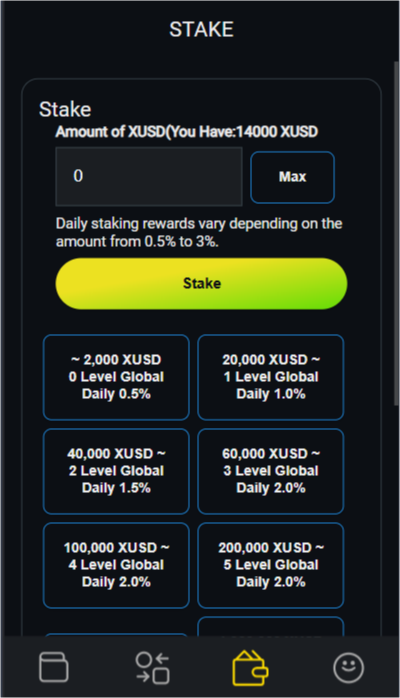 STAKE
Stake
Amount of XUSD(You Have:14000 XUSD
0
Max
Daily staking rewards vary depending on the
amount from 0.5% to 3%.
Stake
~ 2,000 XUSD
0 Level Global
Daily 0.5%
20,000 XUSD ~
1 Level Global
Daily 1.0%
40,000 XUSD ~
2 Level Global
Daily 1.5%
60,000 XUSD ~
3 Level Global
Daily 2.0%
100,000 XUSD ~
4 Level Global
Daily 2.0%
200,000 XUSD ~
5 Level Global
Daily 2.0%